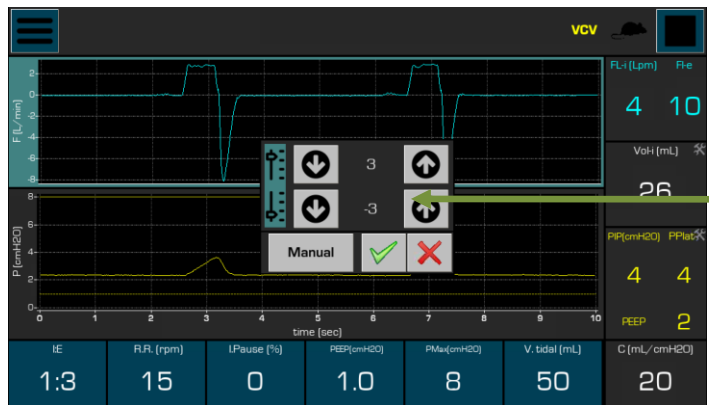 VCV
F [L/min]
2
0
-2
-4
-6
-8
FL-i (Lpm) Fl-e
4 10
Vol-i (mL)
26
3
-3
Manual
P [cmH2O]
8
6
4
2
0
0 1 2 3 4 5 6 7 8 9 10
time [sec]
PIP(cmH2O) PPlat
4 4
PEEP 2
I:E
1:3
R.R. (rpm)
15
I.Pause (%)
0
PEEP(cmH2O)
1.0
PMax(cmH2O)
8
V. tidal (mL)
50
C (mL/cmH2O)
20